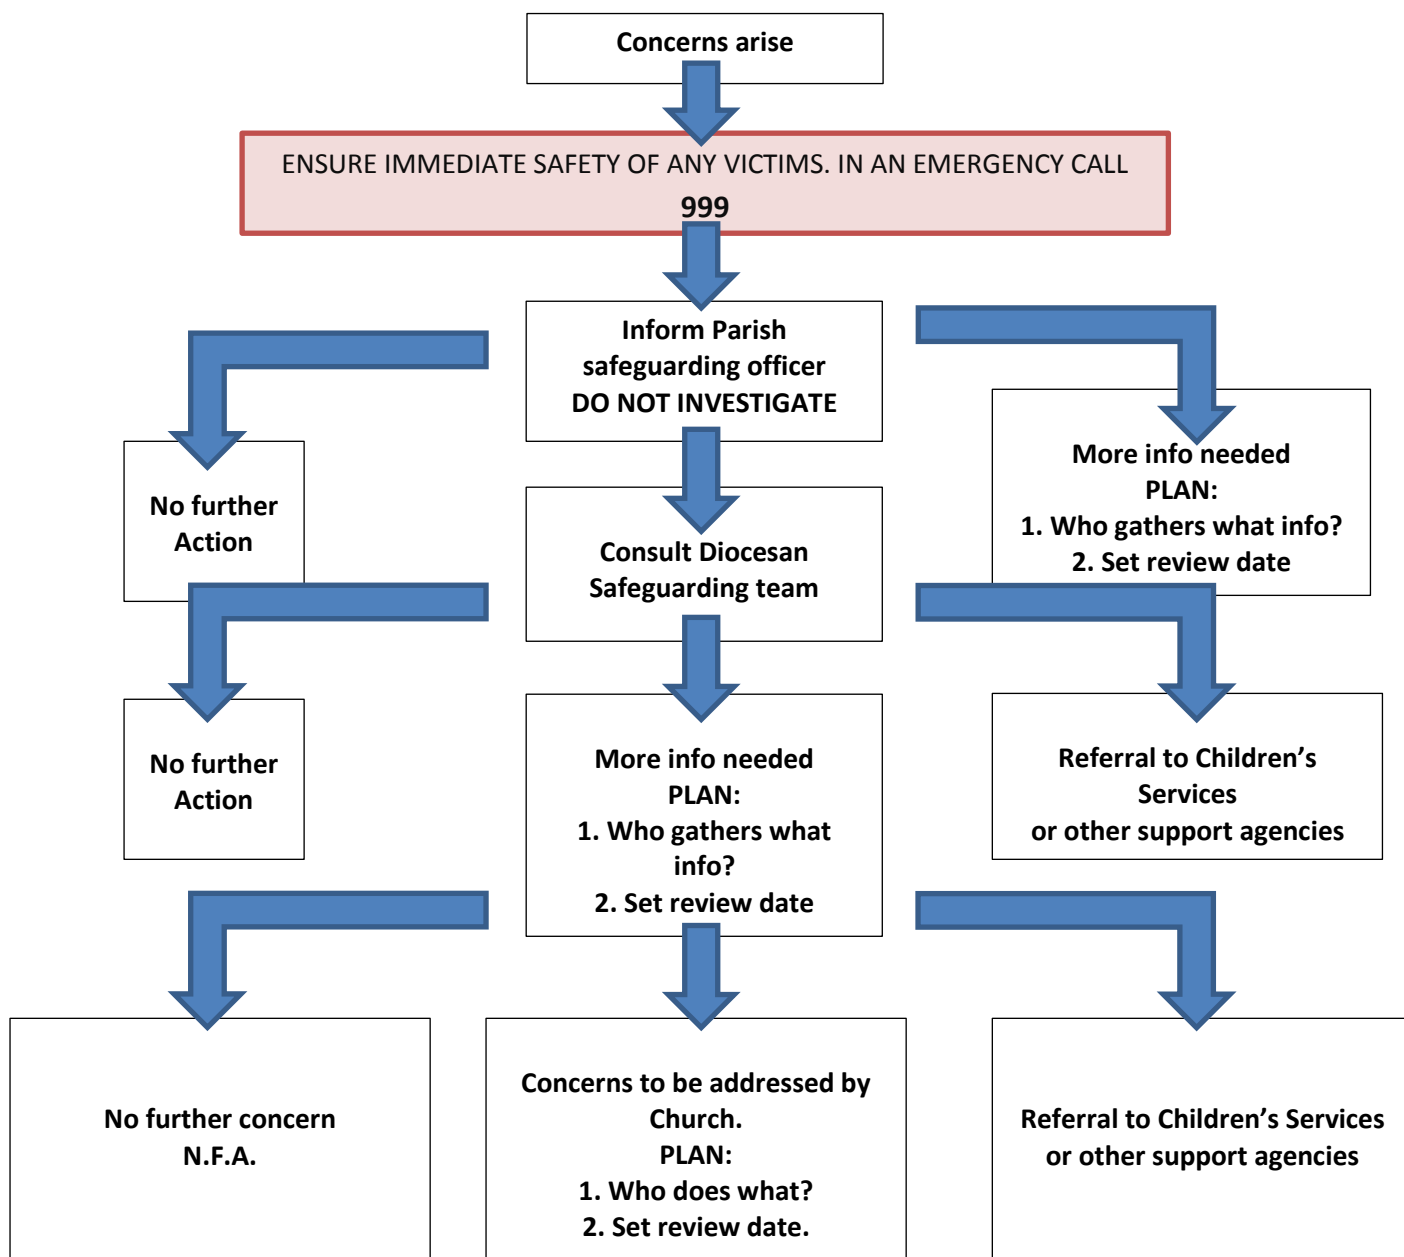 Concerns arise
ENSURE IMMEDIATE SAFETY OF ANY VICTIMS. IN AN EMERGENCY CALL
999
Inform Parish
safeguarding officer
DO NOT INVESTIGATE
No further
Action
More info needed
PLAN:
1. Who gathers what info?
2. Set review date
Consult Diocesan
Safeguarding team
No further
Action
More info needed
PLAN:
1. Who gathers what
info?
2. Set review date
Referral to Children’s
Services
or other support agencies
No further concern
N.F.A.
Concerns to be addressed by
Church.
PLAN:
1. Who does what?
2. Set review date.
Referral to Children’s Services
or other support agencies